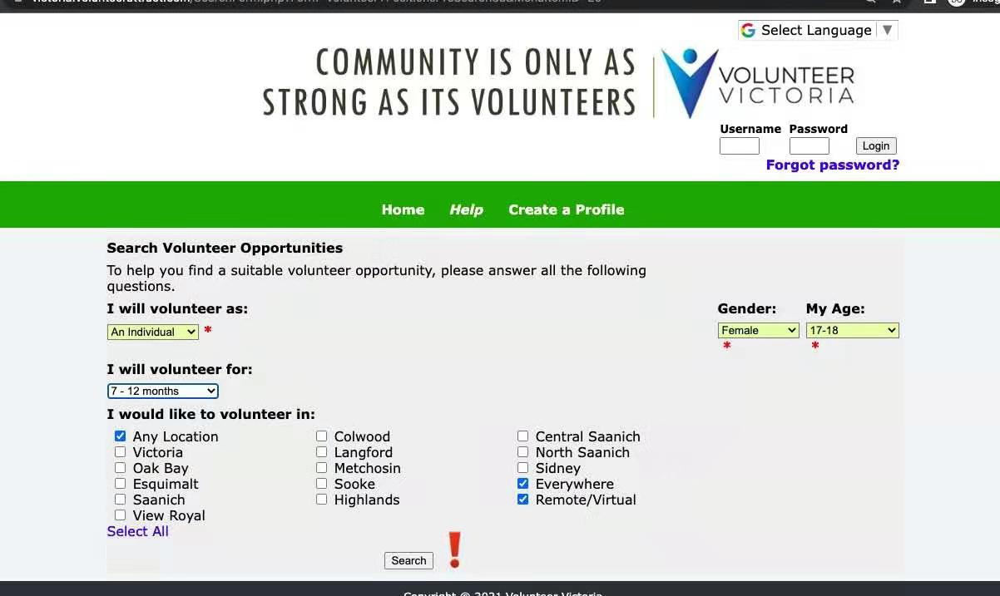 Select Language ▼
COMMUNITY IS ONLY AS
STRONG AS ITS VOLUNTEERS
VOLUNTEER
VICTORIA
Username Password
Login
Forgot password?
Home Help Create a Profile
Search Volunteer Opportunities
To help you find a suitable volunteer opportunity, please answer all the following
questions.
I will volunteer as: Gender: My Age:
An Individual * Female 17-18
* *
I will volunteer for:
7 - 12 months
I would like to volunteer in:
Any Location Colwood Central Saanich
Victoria Langford North Saanich
Oak Bay Metchosin Sidney
Esquimalt Sooke Everywhere
Saanich Highlands Remote/Virtual
View Royal
Select All
Search
Copyright © 2021 Volunteer Victoria